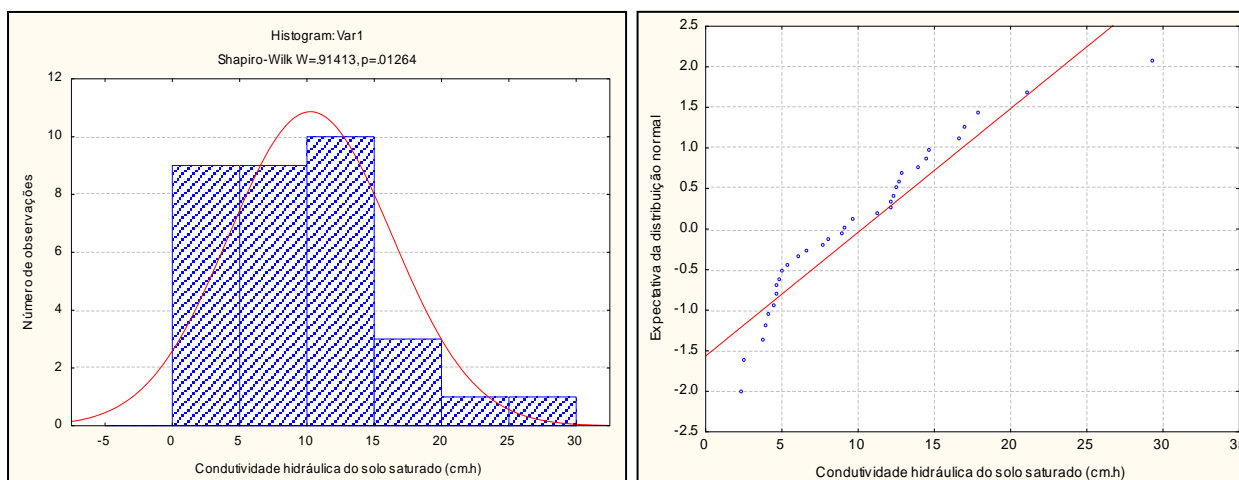 Histogram: Var1
Shapiro-Wilk W=.91413, p=.01264
Número de observações
12
10
8
6
4
2
0
-5 0 5 10 15 20 25 30
Condutividade hidráulica do solo saturado (cm.h)
Expectativa da distribuição normal
2.5
2.0
1.5
1.0
0.5
0.0
-0.5
-1.0
-1.5
-2.0
-2.5
0 5 10 15 20 25 30 35
Condutividade hidráulica do solo saturado (cm.h)